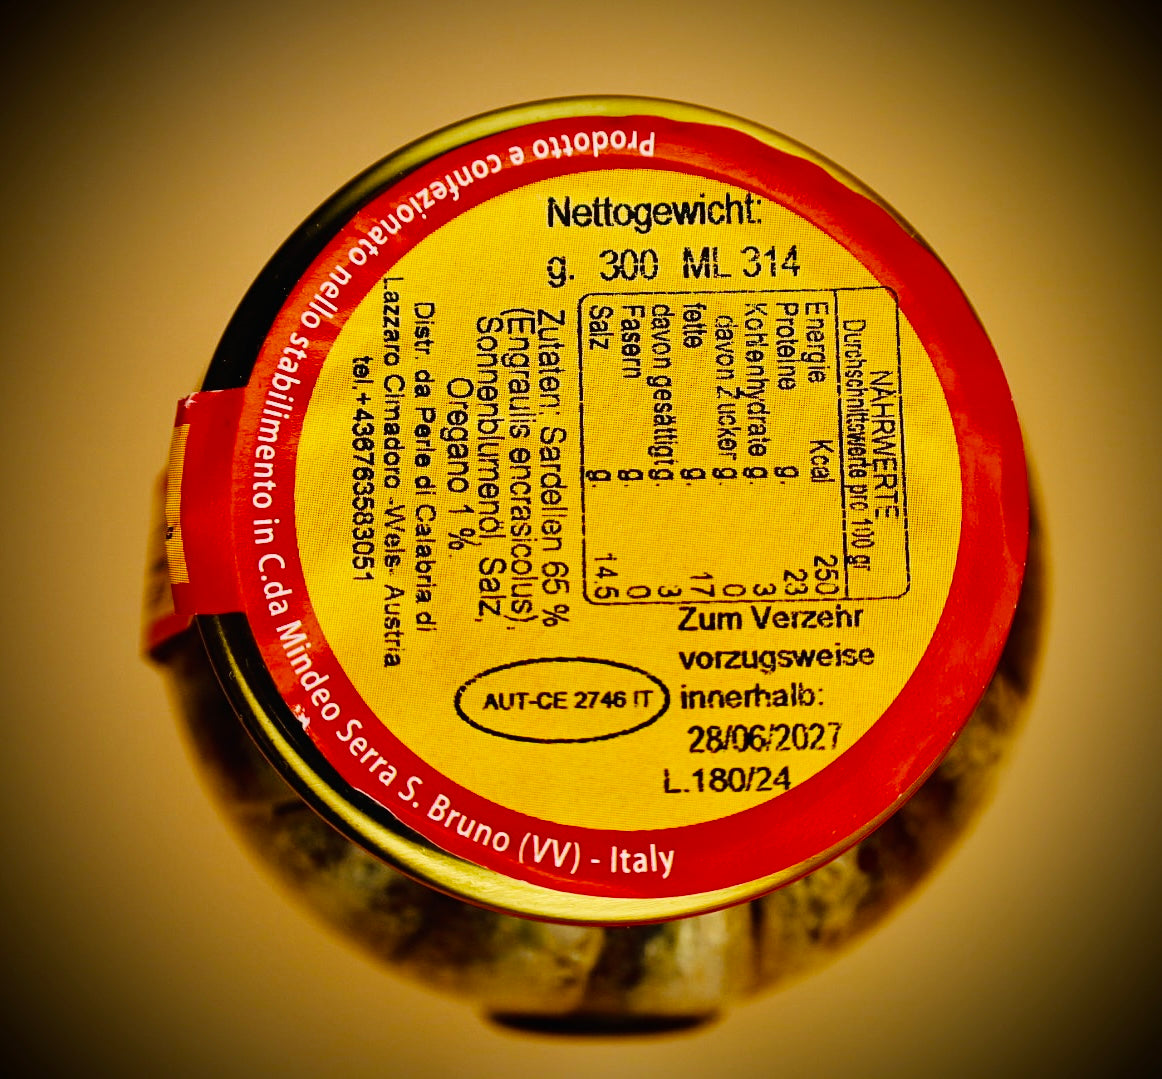 Prodotto e confezionato nello stabilimento in C.da Mindeo Serra S. Bruno (VV) - Italy
Nettogewicht:
g. 300 ML 314
NÄHRWERTE
Durchschnittswerte pro 100 gr
Energie Kcal 250
Proteine g. 23
Kohlenhydrate g. 3
davon Zucker g. 0
fette g. 17
davon gesättigt g. 3
Fasern g. 0
Salz g. 14,5
Zutaten: Sardellen 65 %
(Engraulis encrasicolus),
Sonnenblumenöl, Salz,
Oregano 1 %.
Distr. da Perle di Calabria di
Lazzaro Cimadoro -Wels- Austria
tel.+4367635583051
AUT-CE 2746 IT
Zum Verzehr
vorzugsweise
innerhalb:
28/06/2027
L.180/24